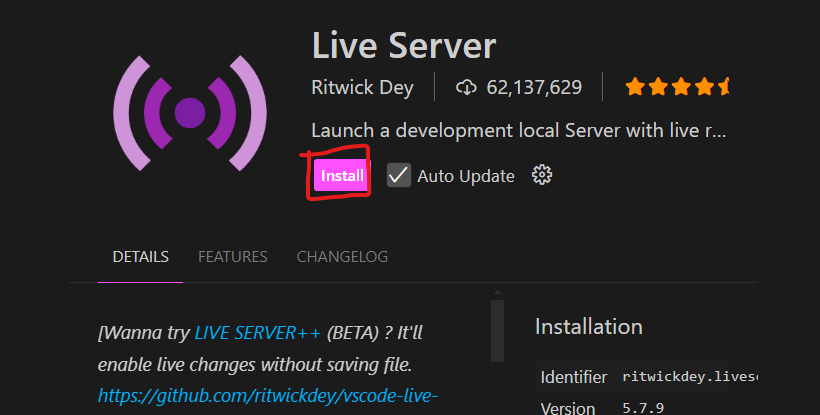 Live Server
Ritwick Dey
62,137,629
Launch a development local Server with live r...
Install
Auto Update
DETAILS
FEATURES
CHANGELOG
[Wanna try LIVE SERVER++ (BETA) ? It'll
enable live changes without saving file.
https://github.com/ritwickdey/vscode-live-
Installation
Identifier
ritwickdey.lives
Version
5.7.9